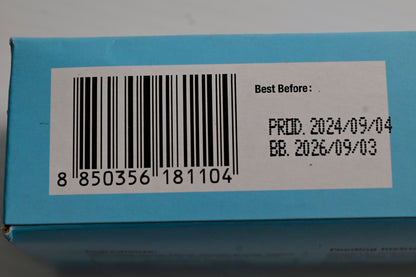 Best Before:
PROD. 2024/09/04
BB. 2026/09/03
8 850356 181104